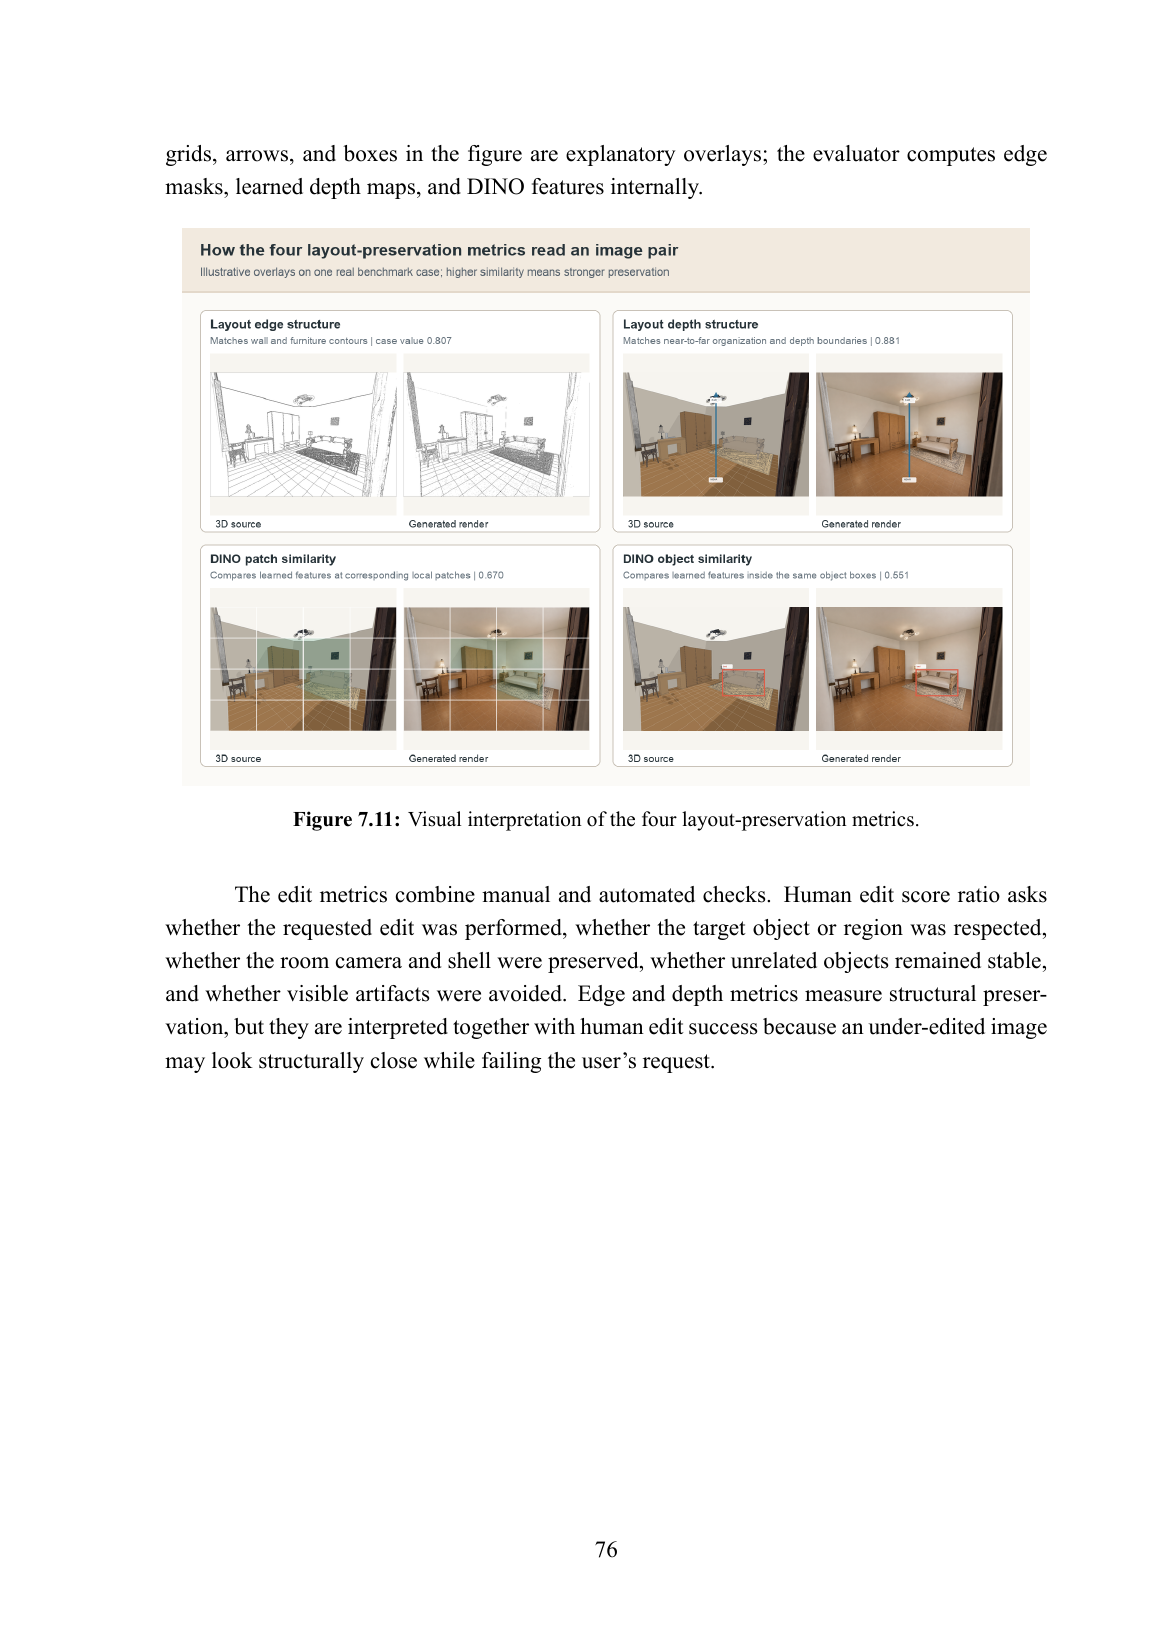 grids, arrows, and boxes in the figure are explanatory overlays; the evaluator computes edge
masks, learned depth maps, and DINO features internally.
How the four layout-preservation metrics read an image pair
Illustrative overlays on one real benchmark case; higher similarity means stronger preservation
Layout edge structure
Matches wall and furniture contours | case value 0.807
3D source
Generated render
Layout depth structure
Matches near-to-far organization and depth boundaries | 0.881
3D source
Generated render
DINO patch similarity
Compares learned features at corresponding local patches | 0.670
3D source
Generated render
DINO object similarity
Compares learned features inside the same object boxes | 0.551
3D source
Generated render
Figure 7.11: Visual interpretation of the four layout-preservation metrics.
The edit metrics combine manual and automated checks. Human edit score ratio asks
whether the requested edit was performed, whether the target object or region was respected,
whether the room camera and shell were preserved, whether unrelated objects remained stable,
and whether visible artifacts were avoided. Edge and depth metrics measure structural preser-
vation, but they are interpreted together with human edit success because an under-edited image
may look structurally close while failing the user’s request.
76